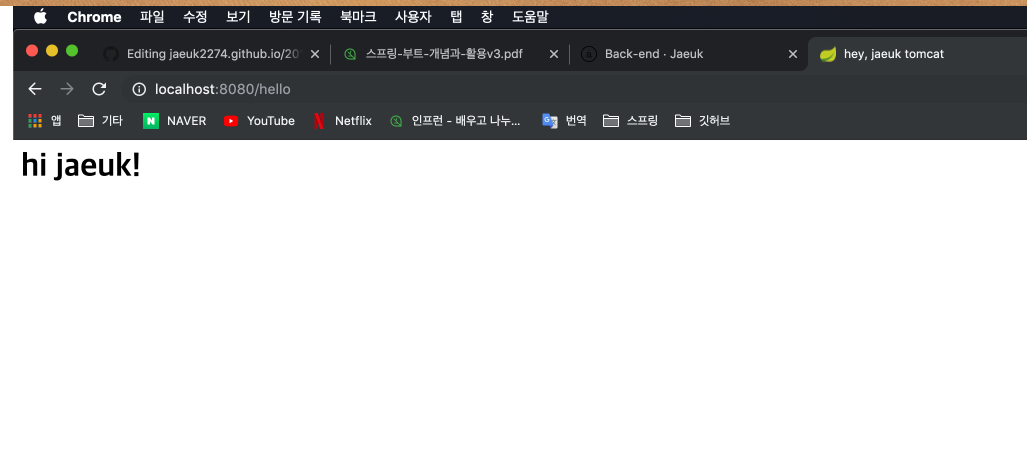 Chrome 파일 수정 보기 방문 기록 북마크 사용자 탭 창 도움말
Editing jaeuk2274.github.io/20 스프링-부트-개념과-활용v3.pdf Back-end · Jaeuk hey, jaeuk tomcat
localhost:8080/hello
앱 기타 NAVER YouTube Netflix 인프런 - 배우고 나누... 번역 스프링 깃허브
hi jaeuk!